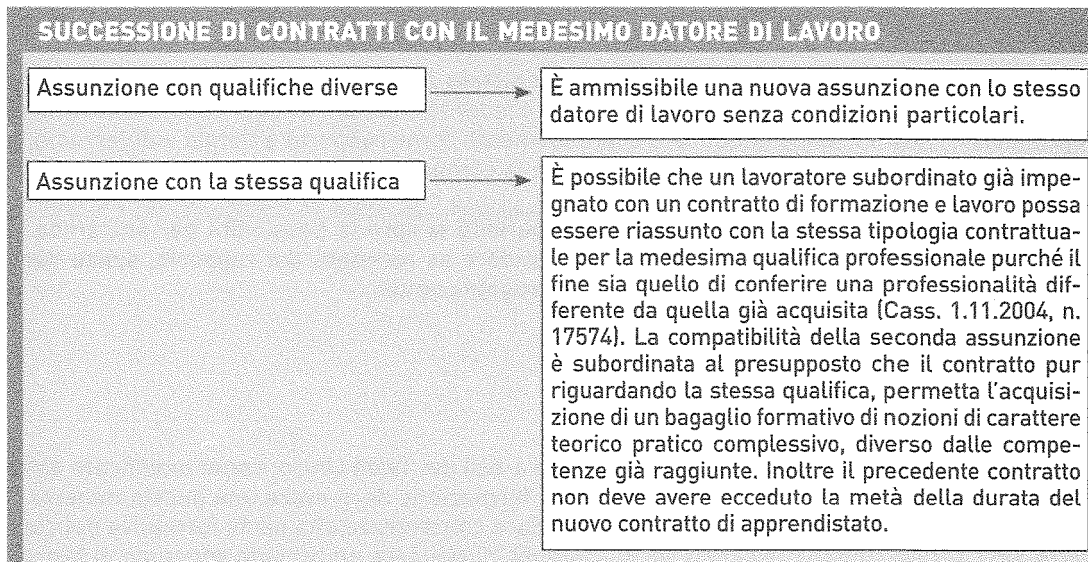 SUCCESSIONE DI CONTRATTI CON IL MEDESIMO DATORE DI LAVORO
Assunzione con qualifiche diverse
È ammissibile una nuova assunzione con lo stesso
datore di lavoro senza condizioni particolari.
Assunzione con la stessa qualifica
È possibile che un lavoratore subordinato già impe-
gnato con un contratto di formazione e lavoro possa
essere riassunto con la stessa tipologia contrattua-
le per la medesima qualifica professionale purché il
fine sia quello di conferire una professionalità dif-
ferente da quella già acquisita (Cass. 1.11.2004, n.
17574). La compatibilità della seconda assunzione
è subordinata al presupposto che il contratto pur
riguardando la stessa qualifica, permetta l'acquisi-
zione di un bagaglio formativo di nozioni di carattere
teorico pratico complessivo, diverso dalle compe-
tenze già raggiunte. Inoltre il precedente contratto
non deve avere ecceduto la metà della durata del
nuovo contratto di apprendistato.